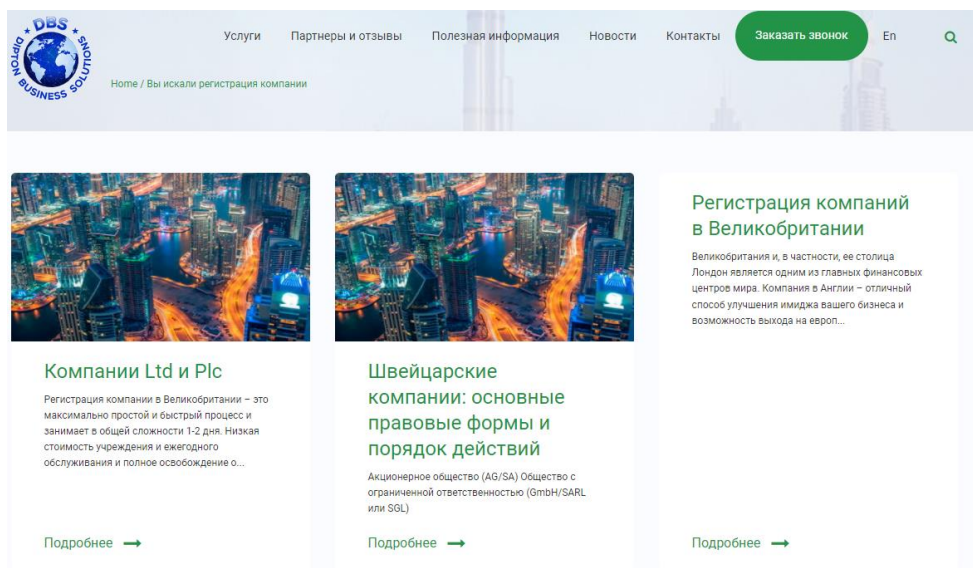 DBS
DIPTON BUSINESS SOLUTIONS
Услуги Партнеры и отзывы Полезная информация Новости Контакты Заказать звонок En
Home / Вы искали регистрация компании
Компании Ltd и Plc
Регистрация компании в Великобритании – это
максимально простой и быстрый процесс и
занимает в общей сложности 1-2 дня. Низкая
стоимость учреждения и ежегодного
обслуживания и полное освобождение о...
Подробнее
Швейцарские
компании: основные
правовые формы и
порядок действий
Акционерное общество (AG/SA) Общество с
ограниченной ответственностью (GmbH/SARL
или SGL)
Подробнее
Регистрация компаний
в Великобритании
Великобритания и, в частности, ее столица
Лондон является одним из главных финансовых
центров мира. Компания в Англии – отличный
способ улучшения имиджа вашего бизнеса и
возможность выхода на европ...
Подробнее